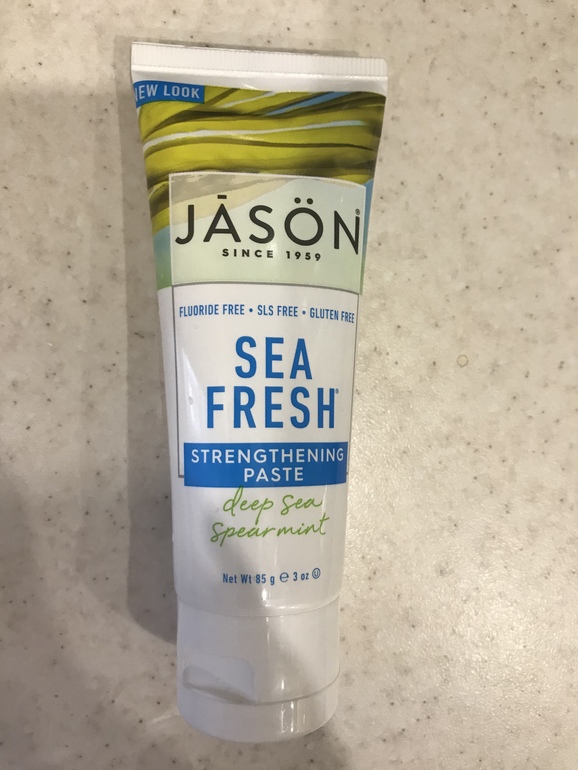 NEW LOOK
JĀSÖN®
SINCE 1959
FLUORIDE FREE • SLS FREE • GLUTEN FREE
SEA
FRESH®
STRENGTHENING
PASTE
deep sea
spearmint
Net Wt 85 g ℮ 3 oz Ⓤ